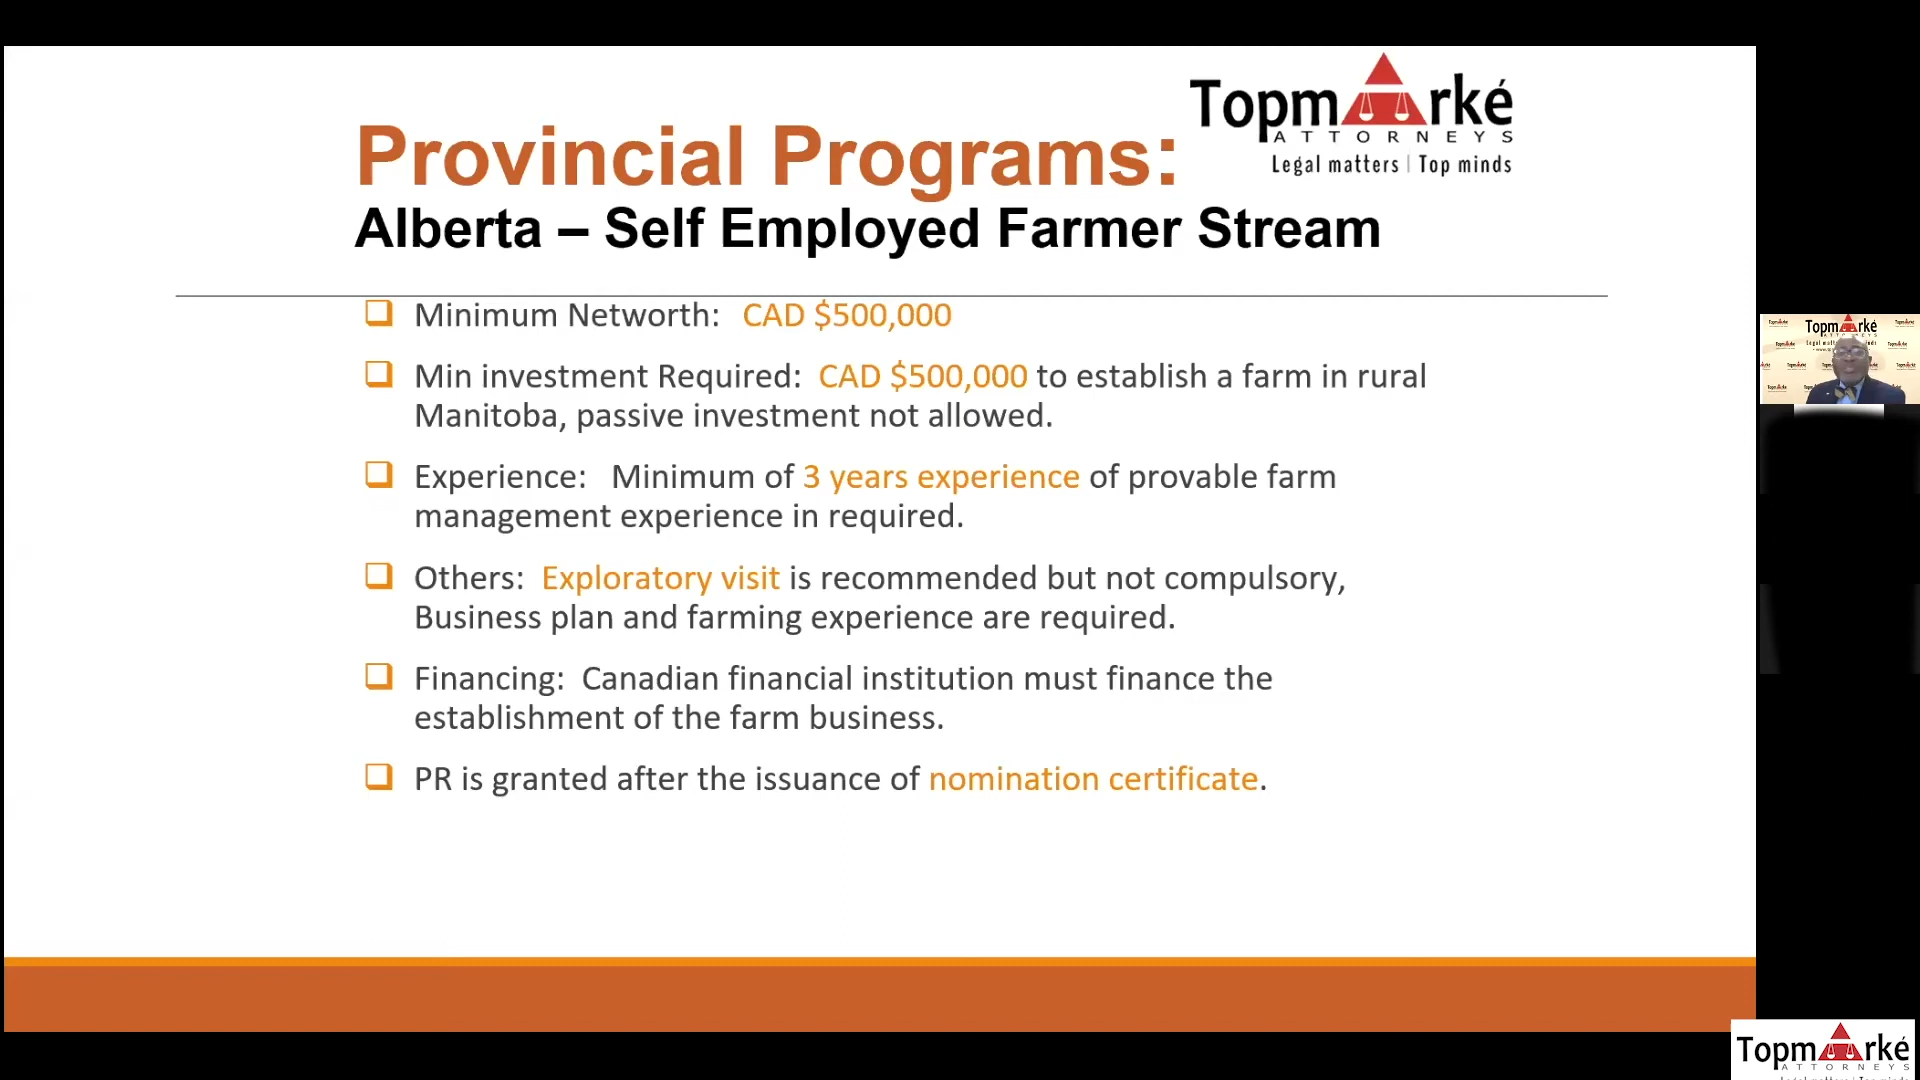 Topmarké
ATTORNEYS
Legal matters | Top minds
Provincial Programs:
Alberta – Self Employed Farmer Stream
Minimum Networth: CAD $500,000
Min investment Required: CAD $500,000 to establish a farm in rural
Manitoba, passive investment not allowed.
Experience: Minimum of 3 years experience of provable farm
management experience in required.
Others: Exploratory visit is recommended but not compulsory,
Business plan and farming experience are required.
Financing: Canadian financial institution must finance the
establishment of the farm business.
PR is granted after the issuance of nomination certificate.
Topmarké
Topmarké
ATTORNEYS